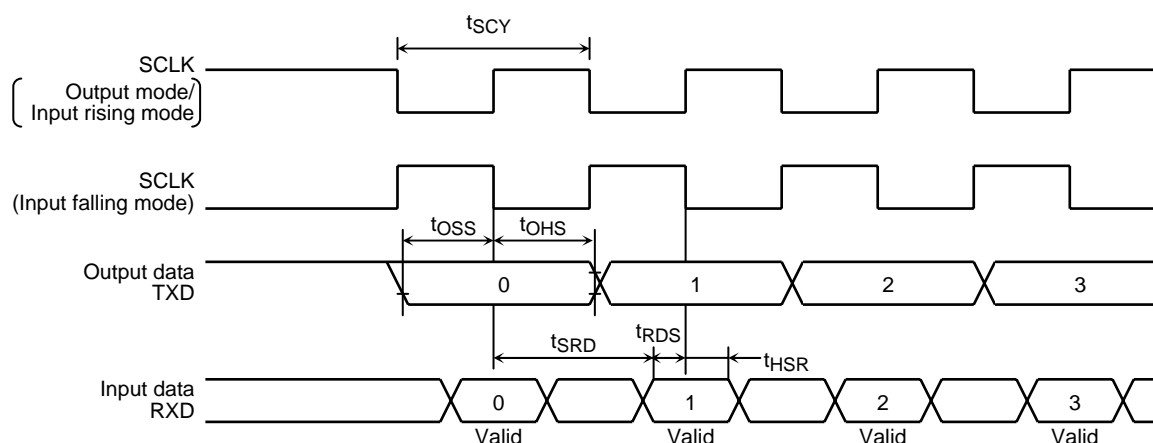 tSCY
SCLK
Output mode/
Input rising mode
SCLK
(Input falling mode)
tOSS
tOHS
Output data
TXD
0
1
2
3
tSRD
tRDS
tHSR
Input data
RXD
0
1
2
3
Valid
Valid
Valid
Valid